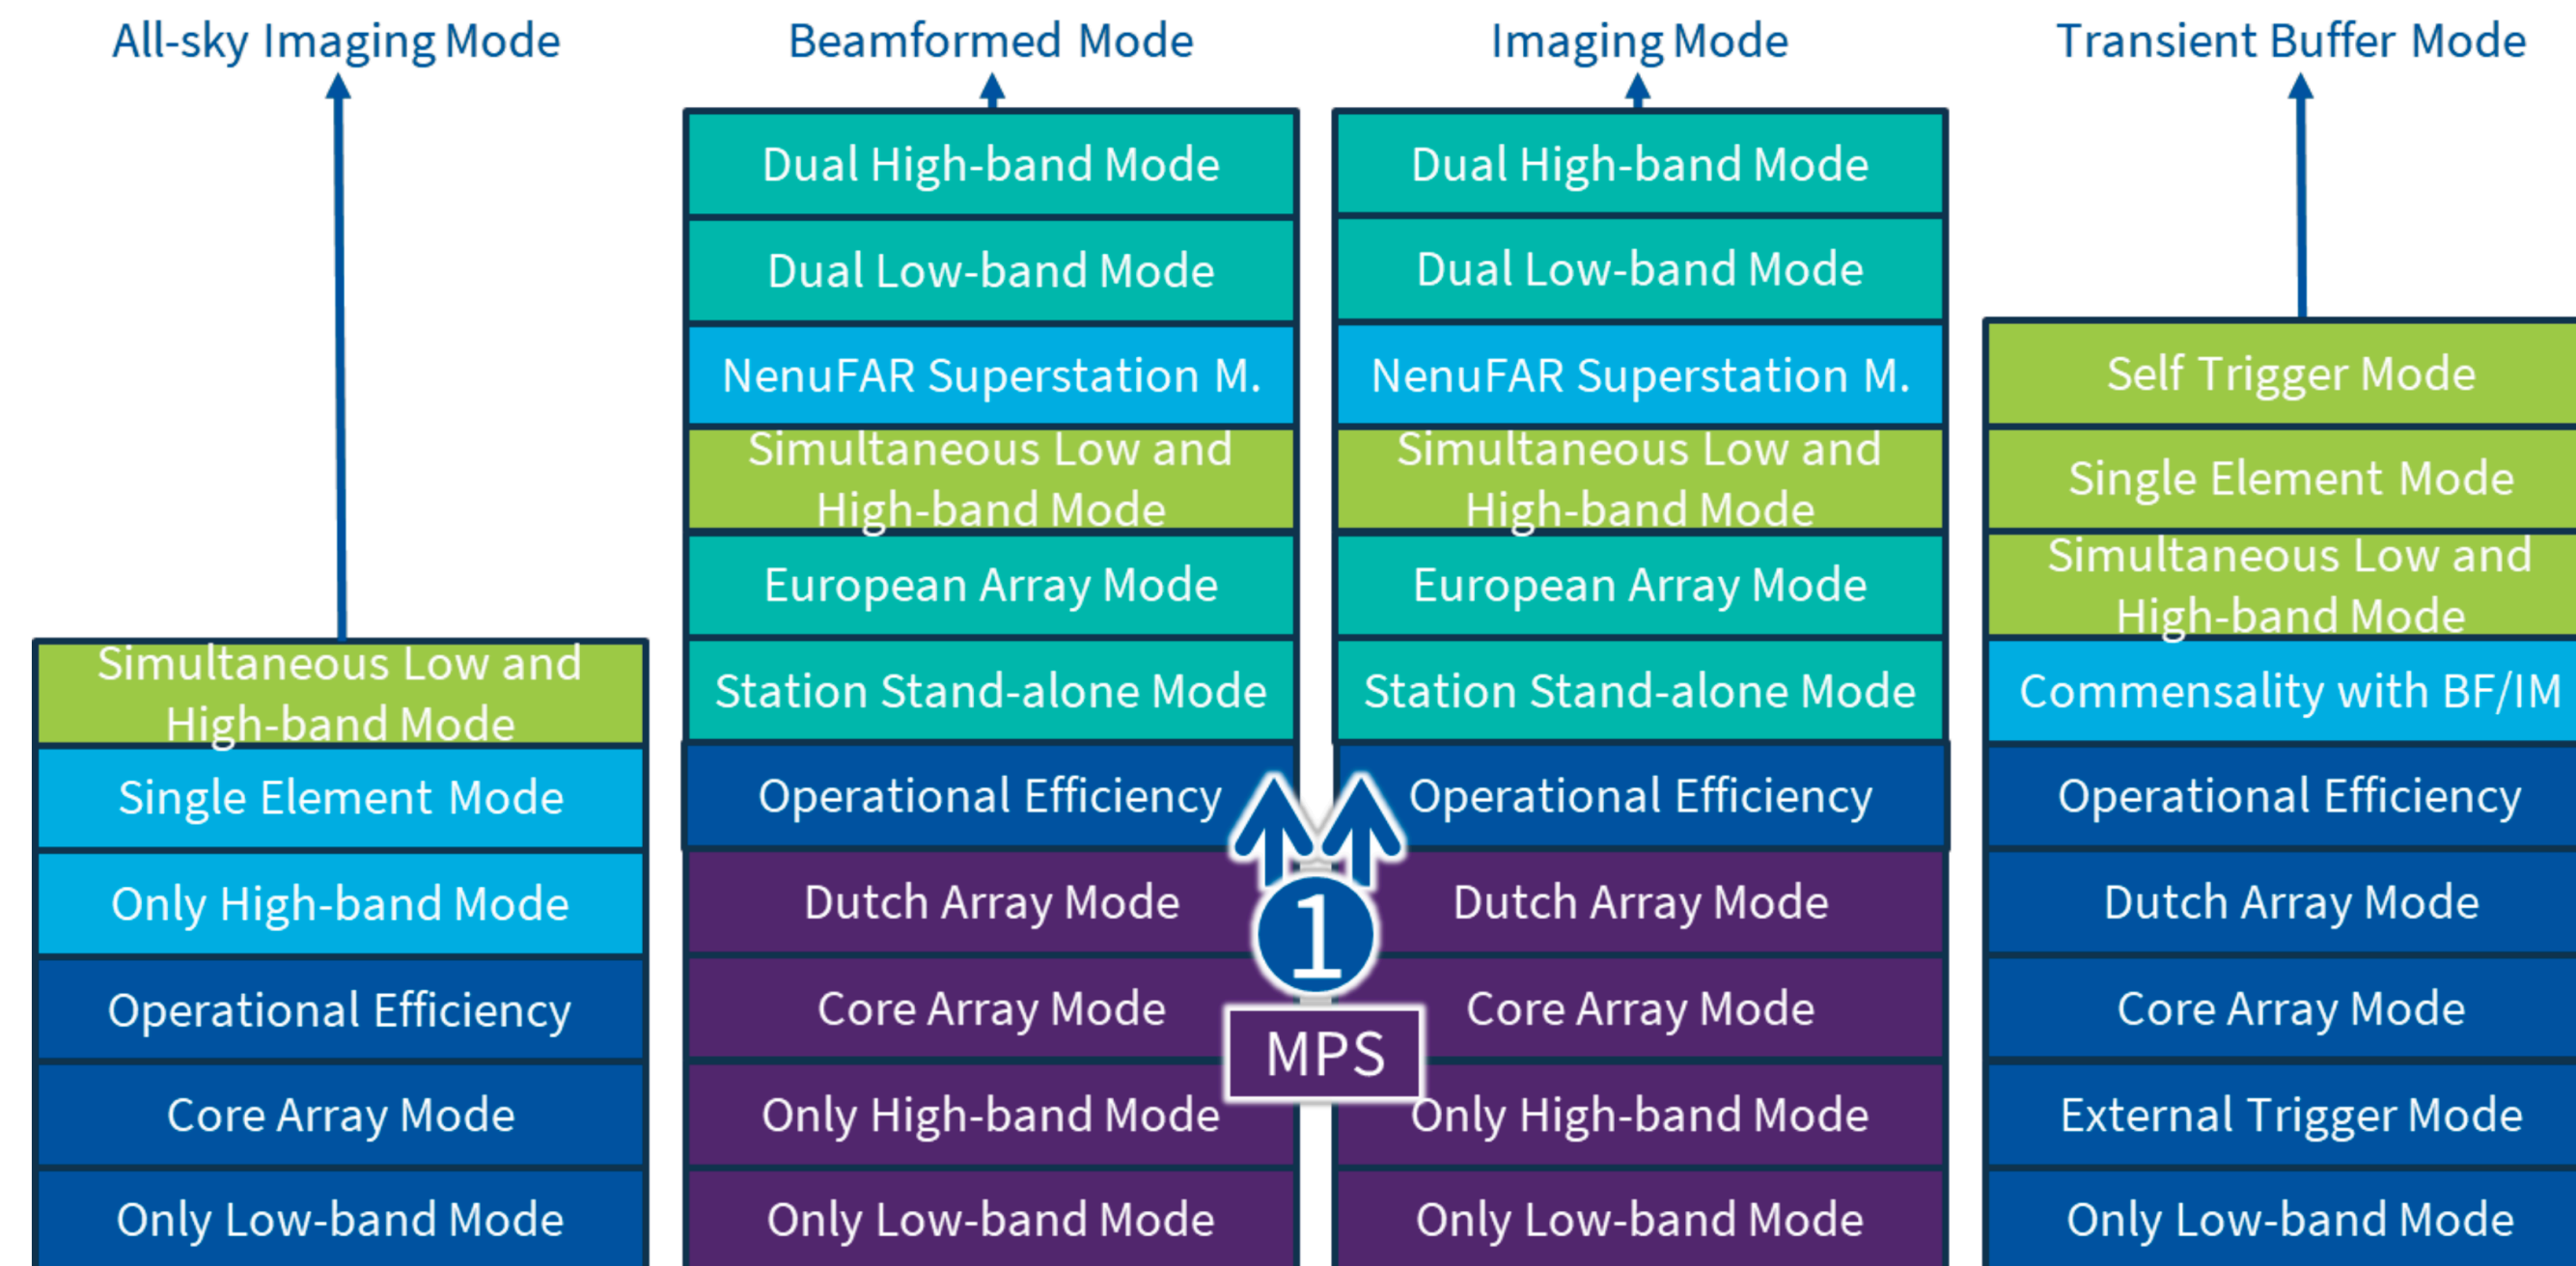 All-sky Imaging Mode
Simultaneous Low and
High-band Mode
Single Element Mode
Only High-band Mode
Operational Efficiency
Core Array Mode
Only Low-band Mode
Beamformed Mode
Dual High-band Mode
Dual Low-band Mode
NenuFAR Superstation M.
Simultaneous Low and
High-band Mode
European Array Mode
Station Stand-alone Mode
Operational Efficiency
Dutch Array Mode
Core Array Mode
Only High-band Mode
Only Low-band Mode
1
MPS
Imaging Mode
Dual High-band Mode
Dual Low-band Mode
NenuFAR Superstation M.
Simultaneous Low and
High-band Mode
European Array Mode
Station Stand-alone Mode
Operational Efficiency
Dutch Array Mode
Core Array Mode
Only High-band Mode
Only Low-band Mode
Transient Buffer Mode
Self Trigger Mode
Single Element Mode
Simultaneous Low and
High-band Mode
Commensality with BF/IM
Operational Efficiency
Dutch Array Mode
Core Array Mode
External Trigger Mode
Only Low-band Mode